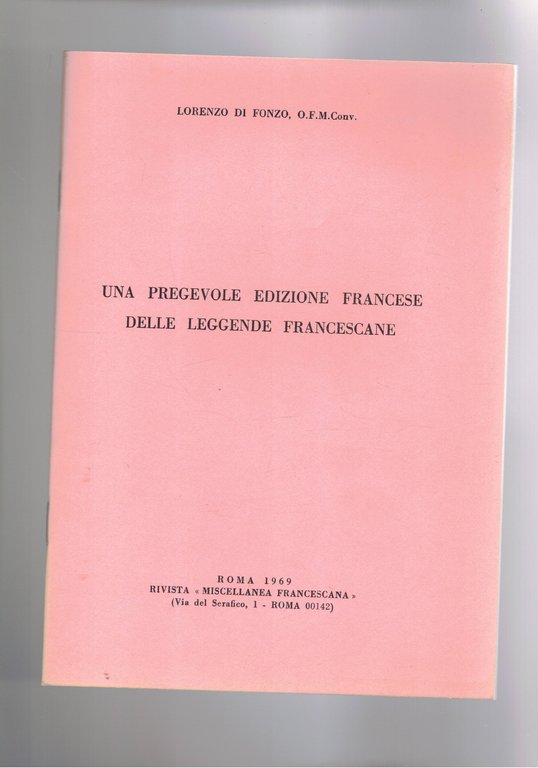 LORENZO DI FONZO, O.F.M.Conv.
UNA PREGEVOLE EDIZIONE FRANCESE
DELLE LEGGENDE FRANCESCANE
ROMA 1969
RIVISTA « MISCELLANEA FRANCESCANA »
(Via del Serafico, 1 - ROMA 00142)